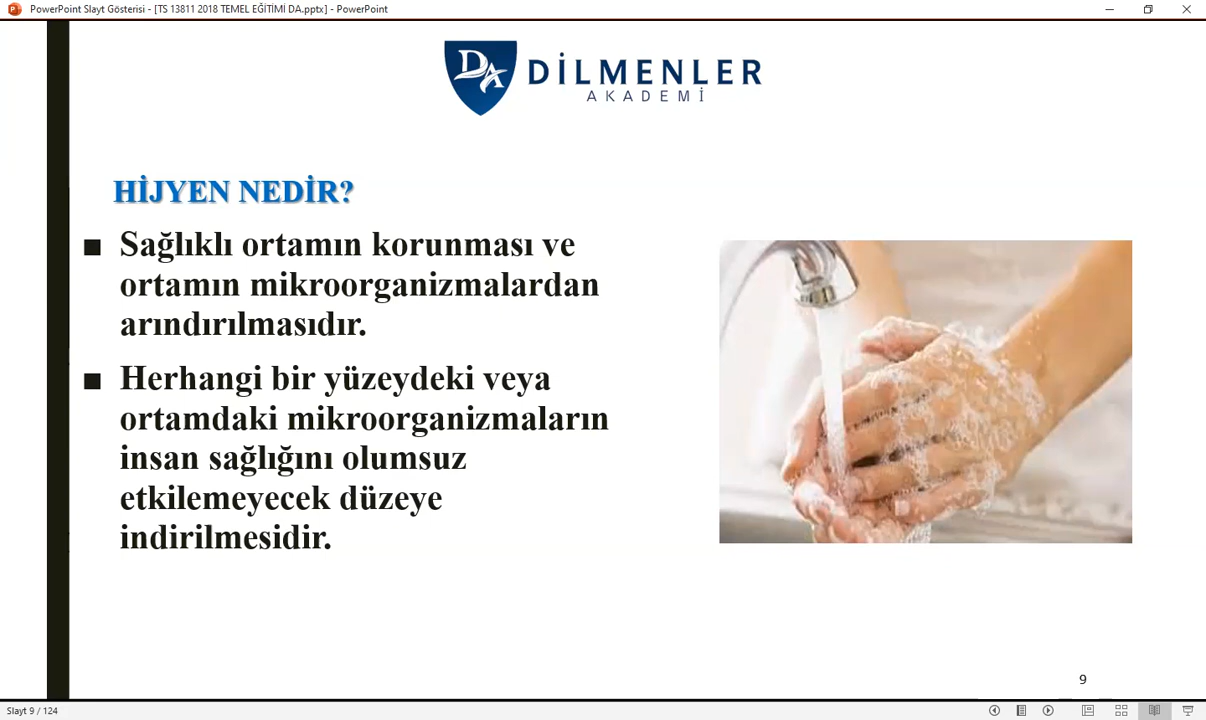 PowerPoint Slayt Gösterisi - [TS 13811 2018 TEMEL EĞİTİMİ DA.pptx] - PowerPoint
DA DİLMENLER
AKADEMİ
HİJYEN NEDİR?
■ Sağlıklı ortamın korunması ve
ortamın mikroorganizmalardan
arındırılmasıdır.
■ Herhangi bir yüzeydeki veya
ortamdaki mikroorganizmaların
insan sağlığını olumsuz
etkilemeyecek düzeye
indirilmesidir.
9
Slayt 9 / 124